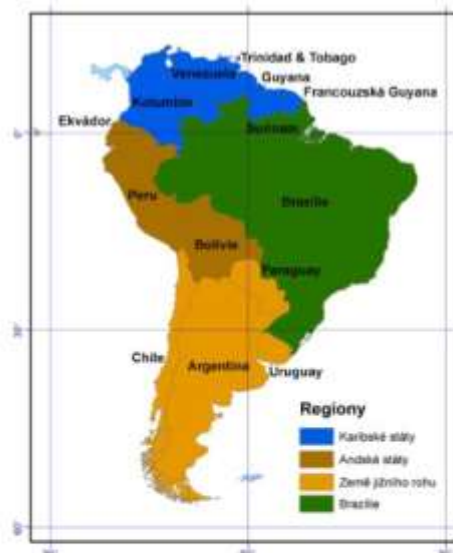 Trinidad & Tobago
Venezuela
Guyana
Kolumbie
Francouzská Guyana
Ekvádor
Surinam
Peru
Brazílie
Bolívie
Paraguay
Chile
Argentina
Uruguay
Regiony
Karibské státy
Andské státy
Země jižního rohu
Brazílie